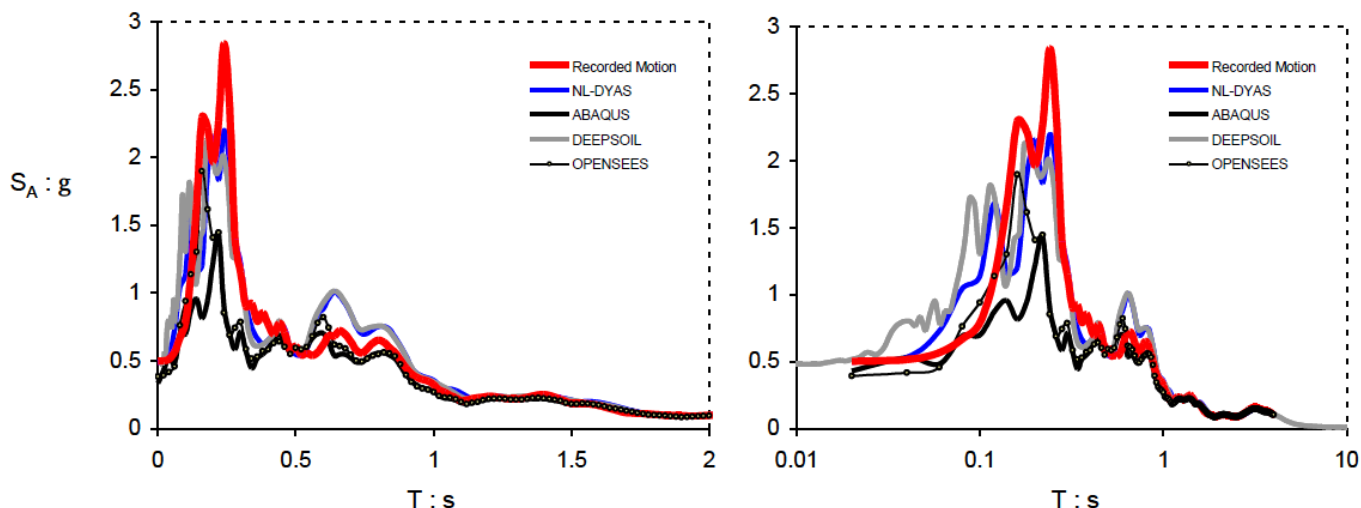 3
2.5
2
1.5
1
0.5
0
S_A : g
0
0.5
1
1.5
2
T : s
Recorded Motion
NL-DYAS
ABAQUS
DEEPSOIL
OPENSEES
3
2.5
2
1.5
1
0.5
0
0.01
0.1
1
10
T : s
Recorded Motion
NL-DYAS
ABAQUS
DEEPSOIL
OPENSEES